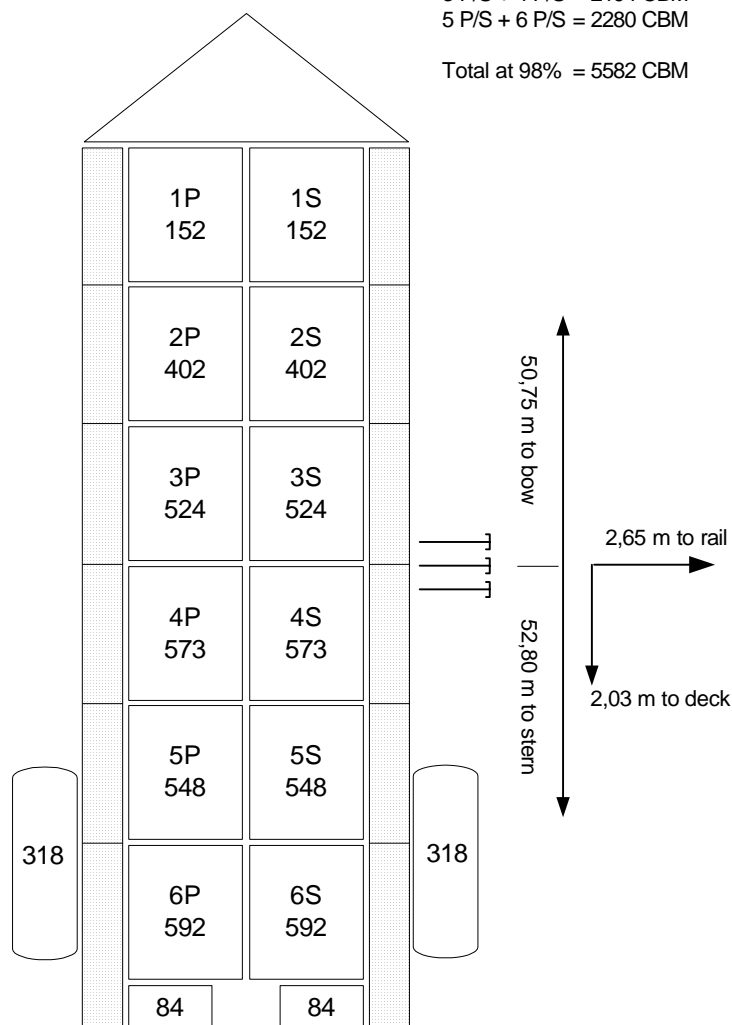 5 P/S + 6 P/S = 2280 CBM
Total at 98% = 5582 CBM
1P
152
1S
152
2P
402
2S
402
50,75 m to bow
3P
524
3S
524
2,65 m to rail
4P
573
4S
573
52,80 m to stern
2,03 m to deck
5P
548
5S
548
318
318
6P
592
6S
592
84
84